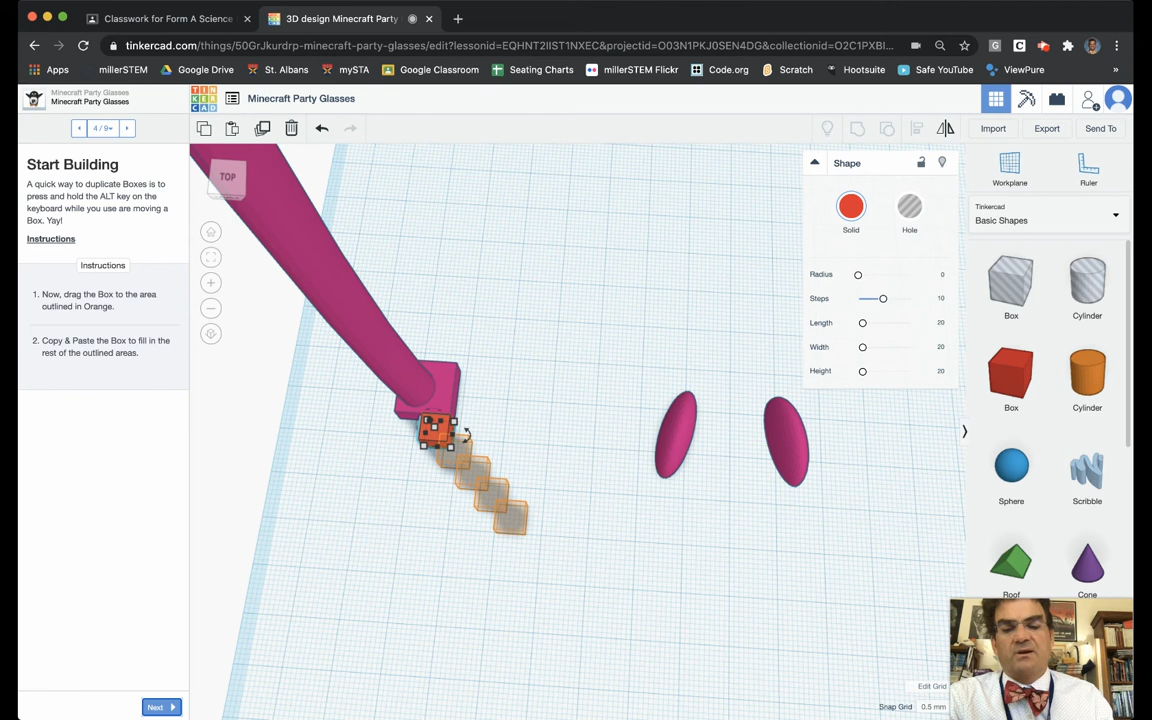 Classwork for Form A Science
3D design Minecraft Party
tinkercad.com/things/50GrJkurdrp-minecraft-party-glasses/edit?lessonid=EQHNT2IIST1NXEC&projectid=O03N1PKJ0SEN4DG&collectionid=O2C1PXBI...
Apps
millerSTEM
Google Drive
St. Albans
mySTA
Google Classroom
Seating Charts
millerSTEM Flickr
Code.org
Scratch
Hootsuite
Safe YouTube
ViewPure
»
Minecraft Party Glasses
Minecraft Party Glasses
TIN
KER
CAD
Minecraft Party Glasses
4/9
Import
Export
Send To
Start Building
A quick way to duplicate Boxes is to
press and hold the ALT key on the
keyboard while you use are moving a
Box. Yay!
Instructions
Instructions
1. Now, drag the Box to the area
outlined in Orange.
2. Copy & Paste the Box to fill in the
rest of the outlined areas.
Next
TOP
Shape
Solid
Hole
Radius 0
Steps 10
Length 20
Width 20
Height 20
Workplane
Ruler
Tinkercad
Basic Shapes
Box
Cylinder
Box
Cylinder
Sphere
Scribble
Roof
Cone
Edit Grid
Snap Grid 0.5 mm